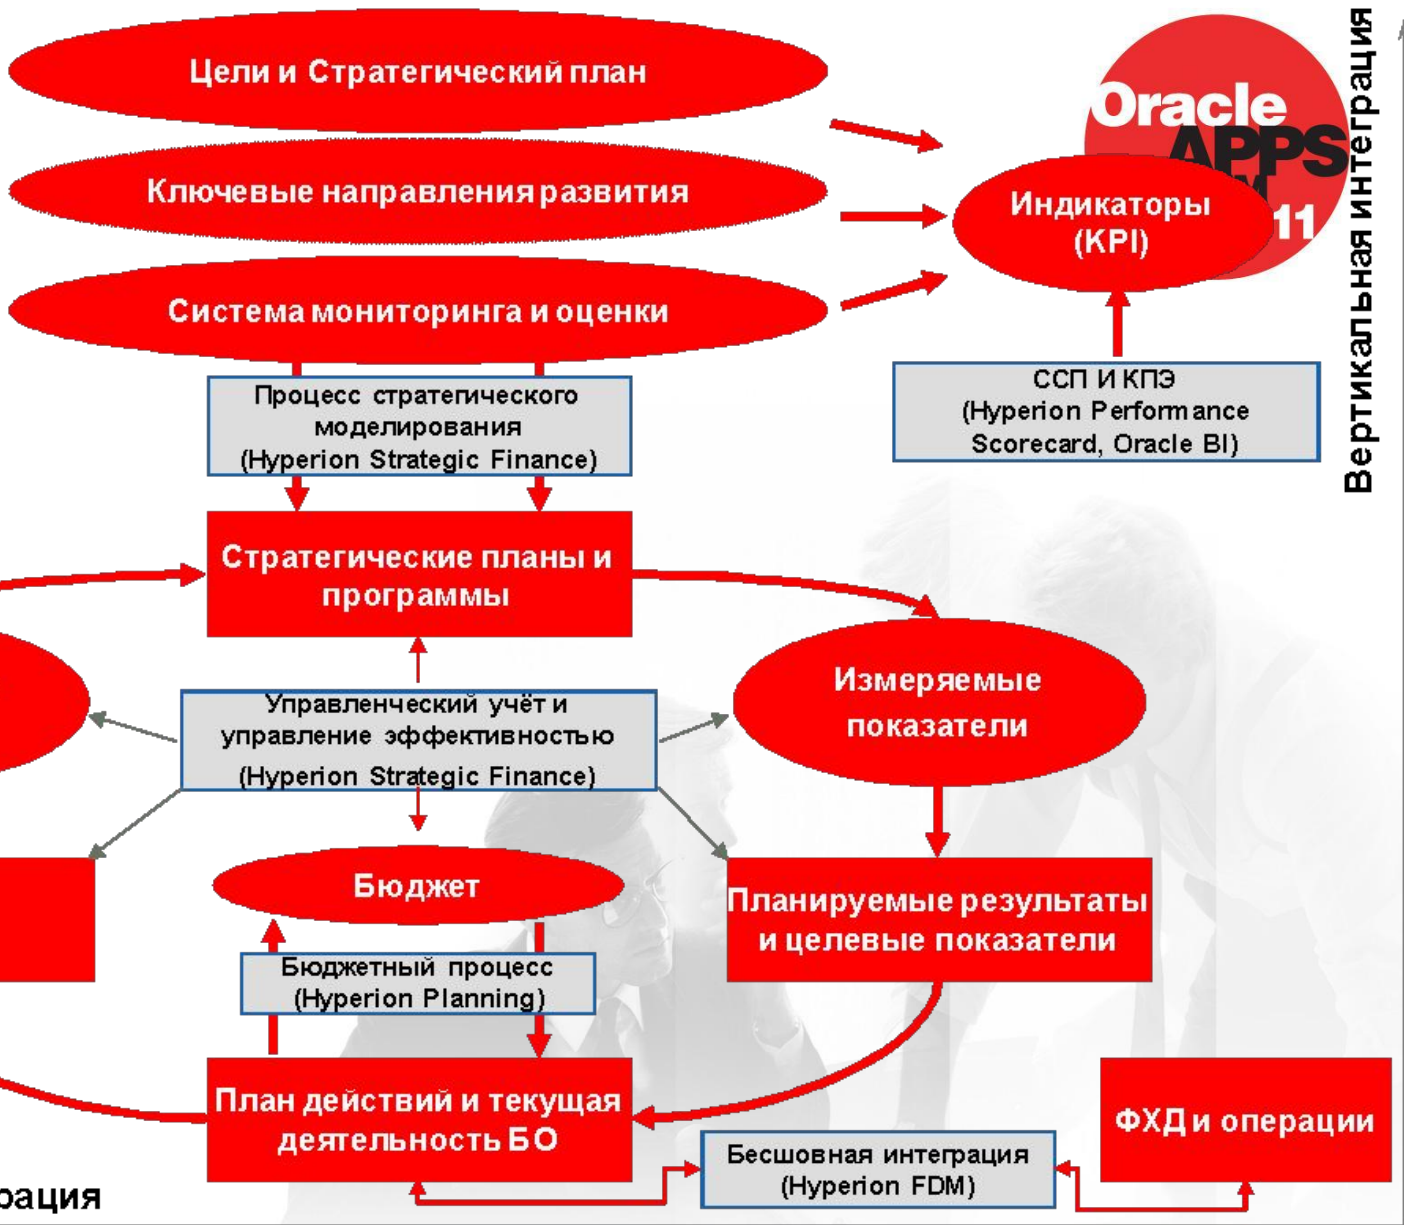 Цели и Стратегический план
Oracle
APPS
11
Вертикальная интеграция
Ключевые направления развития
Индикаторы
(KPI)
Система мониторинга и оценки
Процесс стратегического
моделирования
(Hyperion Strategic Finance)
ССП И КПЭ
(Hyperion Performance
Scorecard, Oracle BI)
Стратегические планы и
программы
Измеряемые
показатели
Управленческий учёт и
управление эффективностью
(Hyperion Strategic Finance)
Бюджет
Планируемые результаты
и целевые показатели
Бюджетный процесс
(Hyperion Planning)
План действий и текущая
деятельность БО
ФХД и операции
Бесшовная интеграция
(Hyperion FDM)
рация